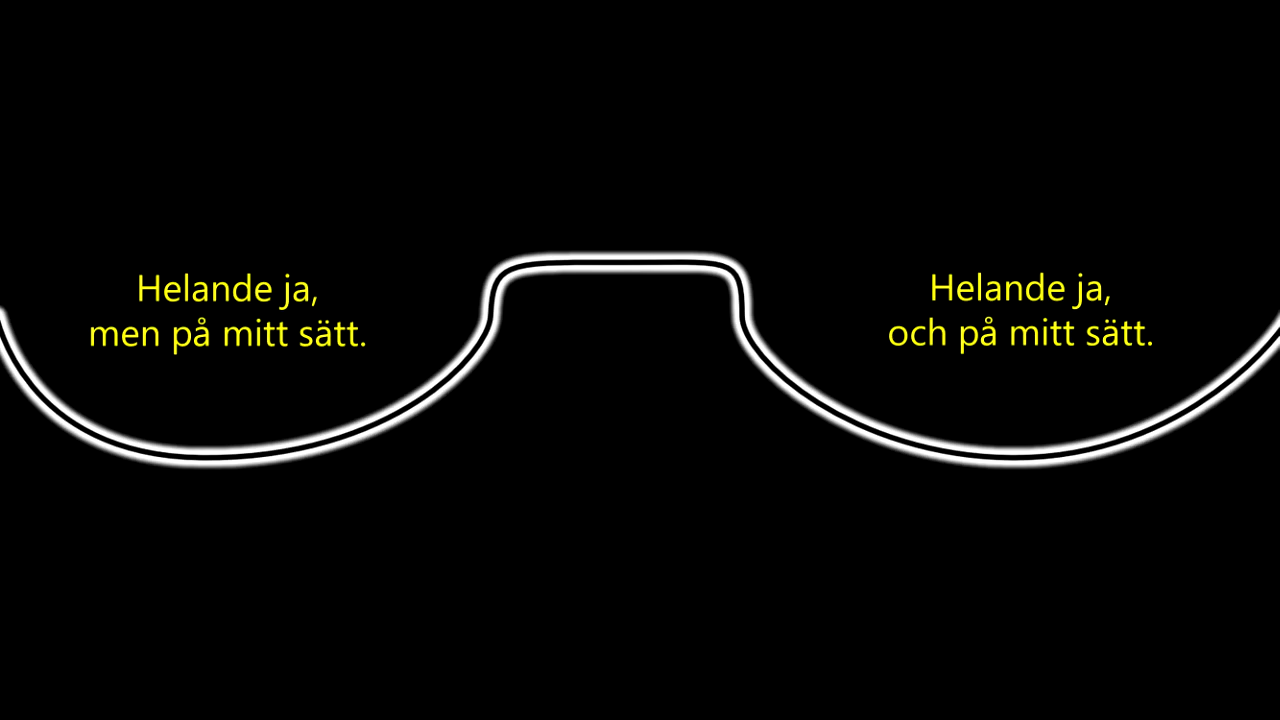 Helande ja,
men på mitt sätt.
Helande ja,
och på mitt sätt.